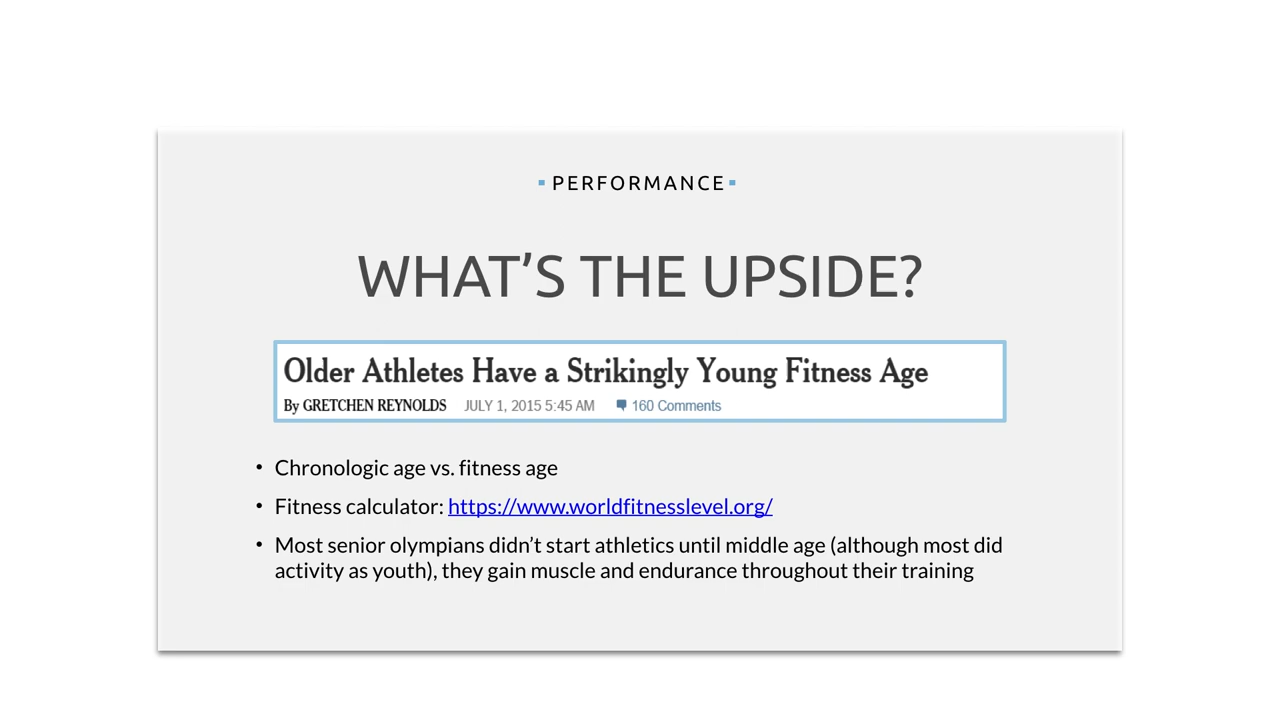 PERFORMANCE
WHAT’S THE UPSIDE?
Older Athletes Have a Strikingly Young Fitness Age
By GRETCHEN REYNOLDS JULY 1, 2015 5:45 AM 160 Comments
• Chronologic age vs. fitness age
• Fitness calculator: https://www.worldfitnesslevel.org/
• Most senior olympians didn’t start athletics until middle age (although most did
activity as youth), they gain muscle and endurance throughout their training